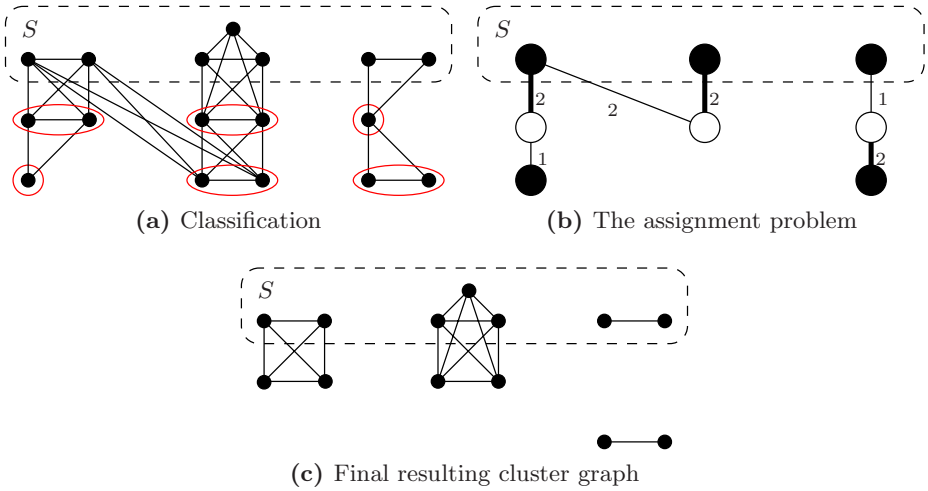 S
S
2
2
2
1
1
2
(a) Classification
(b) The assignment problem
S
(c) Final resulting cluster graph